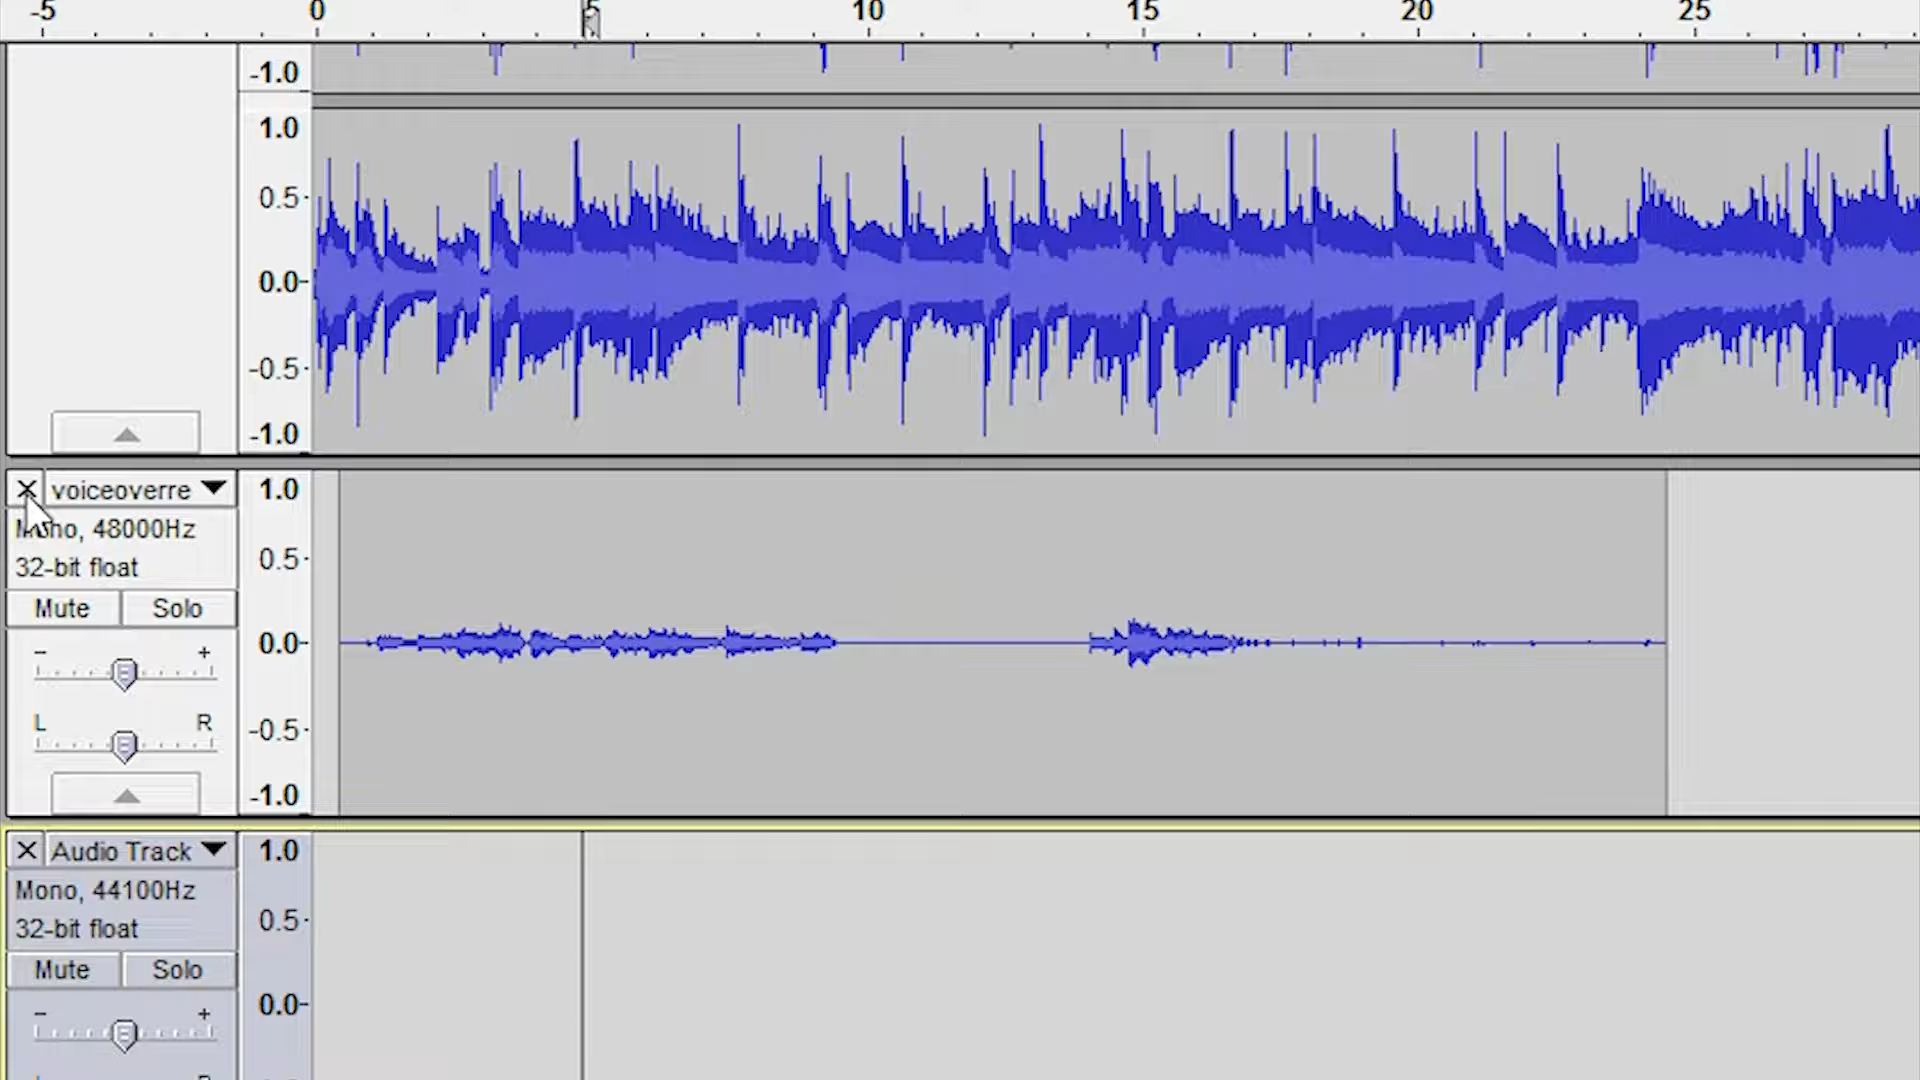 -5 0 5 10 15 20 25
-1.0
1.0
0.5
0.0
-0.5
-1.0
voiceoverre
Mono, 48000Hz
32-bit float
Mute Solo
- +
L R
1.0
0.5
0.0
-0.5
-1.0
Audio Track
Mono, 44100Hz
32-bit float
Mute Solo
- +
1.0
0.5
0.0